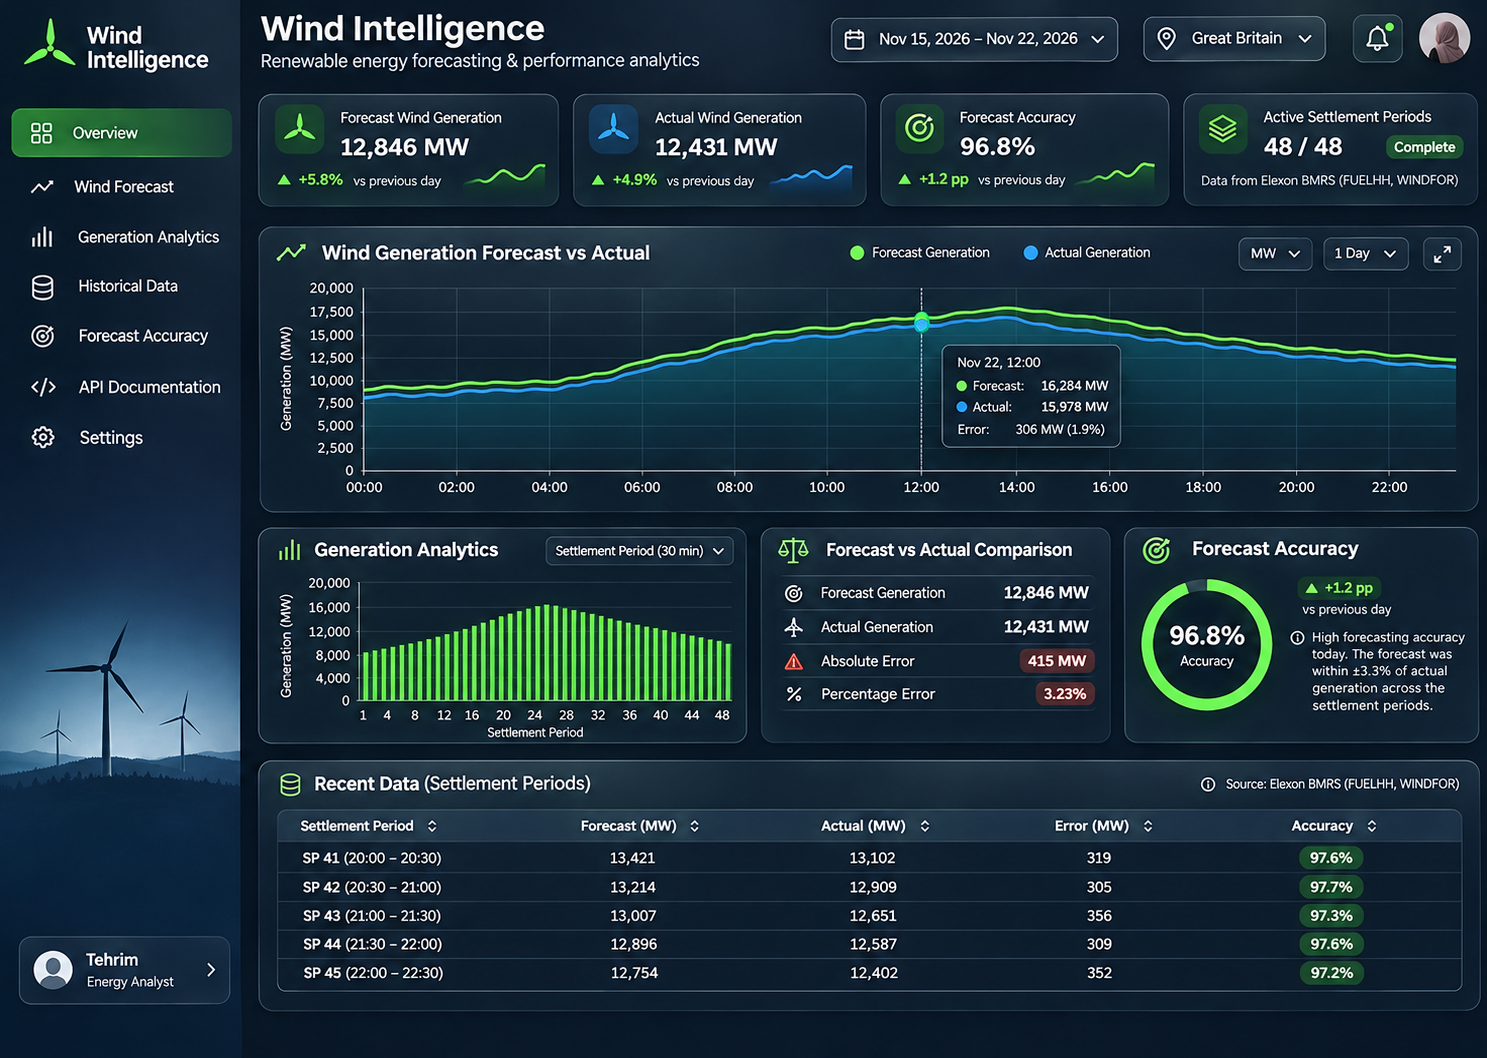 Wind
Intelligence
Overview
Wind Forecast
Generation Analytics
Historical Data
Forecast Accuracy
API Documentation
Settings
Tehrim
Energy Analyst
Wind Intelligence
Renewable energy forecasting & performance analytics
Nov 15, 2026 – Nov 22, 2026
Great Britain
Forecast Wind Generation
12,846 MW
+5.8% vs previous day
Actual Wind Generation
12,431 MW
+4.9% vs previous day
Forecast Accuracy
96.8%
+1.2 pp vs previous day
Active Settlement Periods
48 / 48 Complete
Data from Elexon BMRS (FUELHH, WINDFOR)
Wind Generation Forecast vs Actual
Forecast Generation
Actual Generation
MW
1 Day
Generation (MW)
20,000
17,500
15,000
12,500
10,000
7,500
5,000
2,500
0
00:00 02:00 04:00 06:00 08:00 10:00 12:00 14:00 16:00 18:00 20:00 22:00
Nov 22, 12:00
Forecast: 16,284 MW
Actual: 15,978 MW
Error: 306 MW (1.9%)
Generation Analytics
Settlement Period (30 min)
Generation (MW)
20,000
16,000
12,000
8,000
4,000
0
1 4 8 12 16 20 24 28 32 36 40 44 48
Settlement Period
Forecast vs Actual Comparison
Forecast Generation 12,846 MW
Actual Generation 12,431 MW
Absolute Error 415 MW
Percentage Error 3.23%
Forecast Accuracy
96.8%
Accuracy
+1.2 pp
vs previous day
High forecasting accuracy
today. The forecast was
within ±3.3% of actual
generation across the
settlement periods.
Recent Data (Settlement Periods)
Source: Elexon BMRS (FUELHH, WINDFOR)
Settlement Period Forecast (MW) Actual (MW) Error (MW) Accuracy
SP 41 (20:00 – 20:30) 13,421 13,102 319 97.6%
SP 42 (20:30 – 21:00) 13,214 12,909 305 97.7%
SP 43 (21:00 – 21:30) 13,007 12,651 356 97.3%
SP 44 (21:30 – 22:00) 12,896 12,587 309 97.6%
SP 45 (22:00 – 22:30) 12,754 12,402 352 97.2%